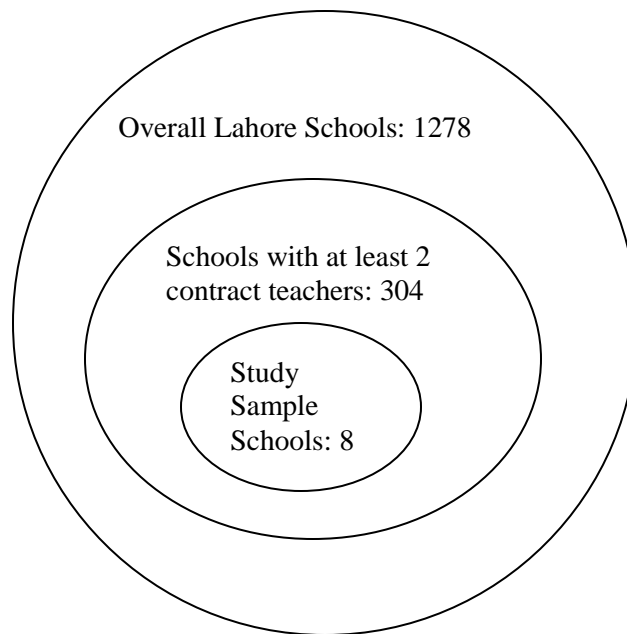 Overall Lahore Schools: 1278
Schools with at least 2
contract teachers: 304
Study
Sample
Schools: 8